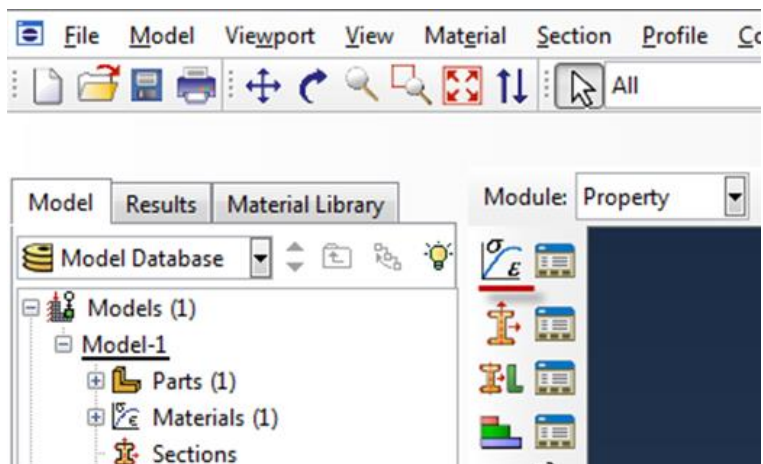 File Model Viewport View Material Section Profile Co
All
Model Results Material Library
Module: Property
Model Database
σ ε
Models (1)
Model-1
Parts (1)
Materials (1)
Sections